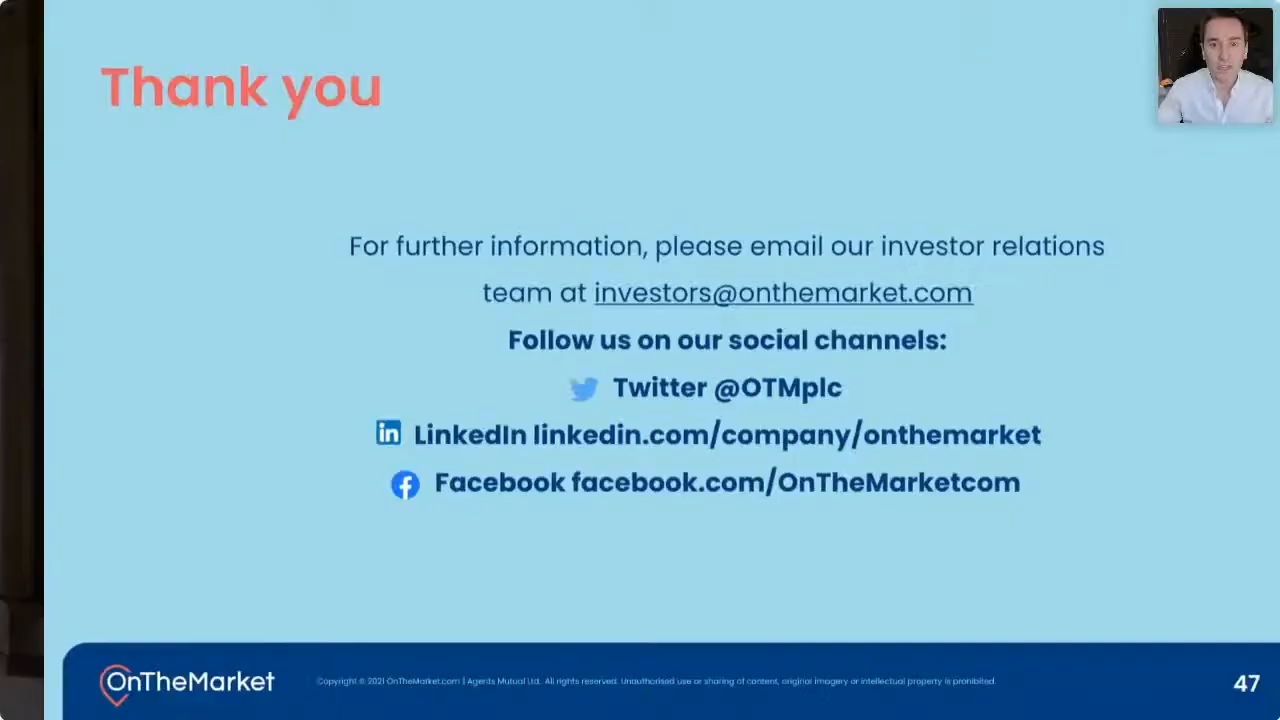 Thank you
For further information, please email our investor relations
team at investors@onthemarket.com
Follow us on our social channels:
Twitter @OTMplc
in LinkedIn linkedin.com/company/onthemarket
Facebook facebook.com/OnTheMarketcom
OnTheMarket
Copyright © 2021 OnTheMarket.com | Agents Mutual Ltd. All rights reserved. Unauthorised use or sharing of content, original imagery or intellectual property is prohibited.
47